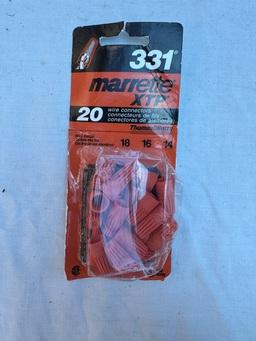 331
marrette
XTP
20
wire connectors
connecteurs de fils
conectores de alambres
Thomas&Betts
18 16 14